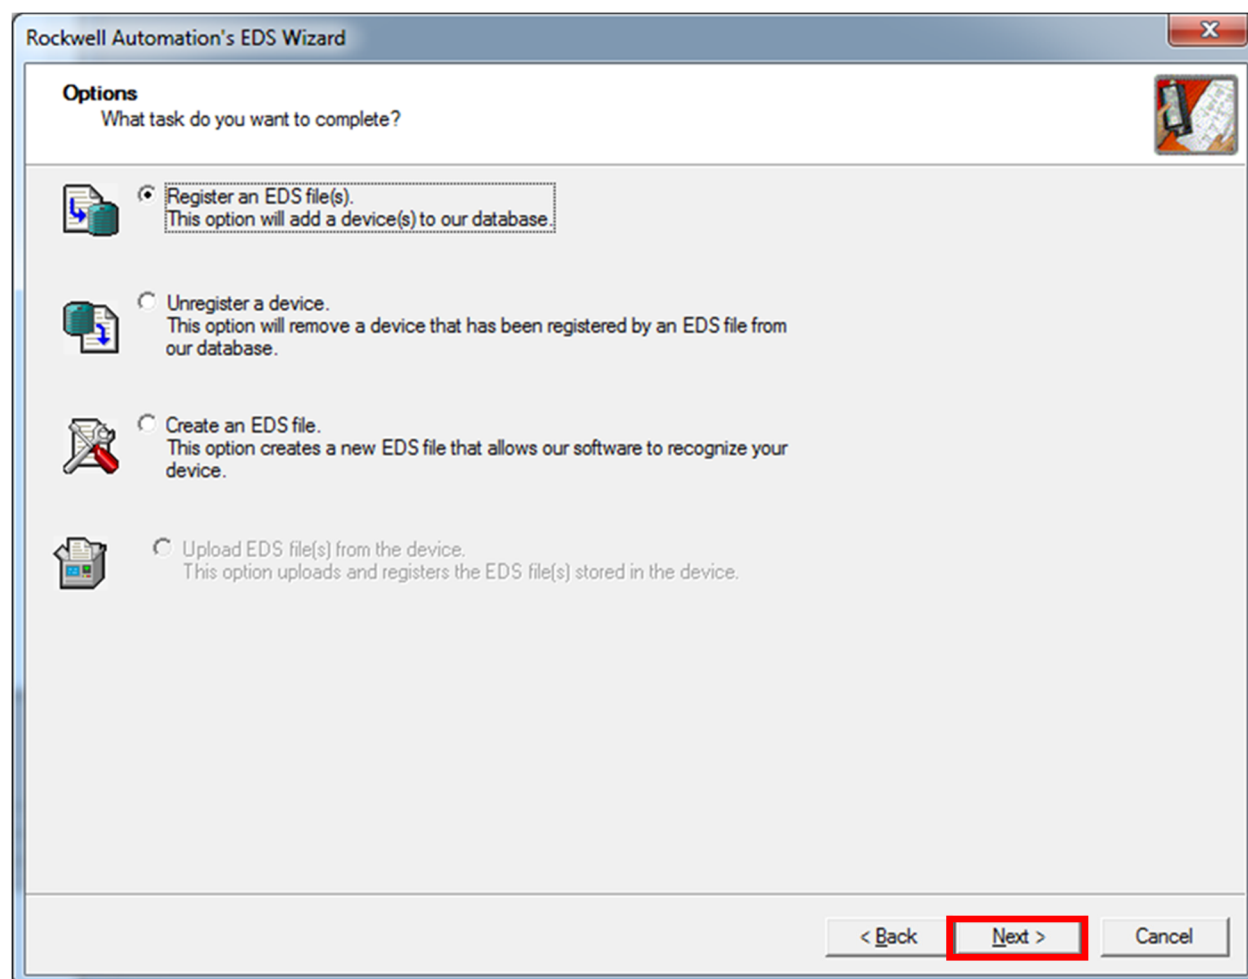 Rockwell Automation's EDS Wizard
Options
What task do you want to complete?
Register an EDS file(s).
This option will add a device(s) to our database.
Unregister a device.
This option will remove a device that has been registered by an EDS file from
our database.
Create an EDS file.
This option creates a new EDS file that allows our software to recognize your
device.
Upload EDS file(s) from the device.
This option uploads and registers the EDS file(s) stored in the device.
< Back
Next >
Cancel